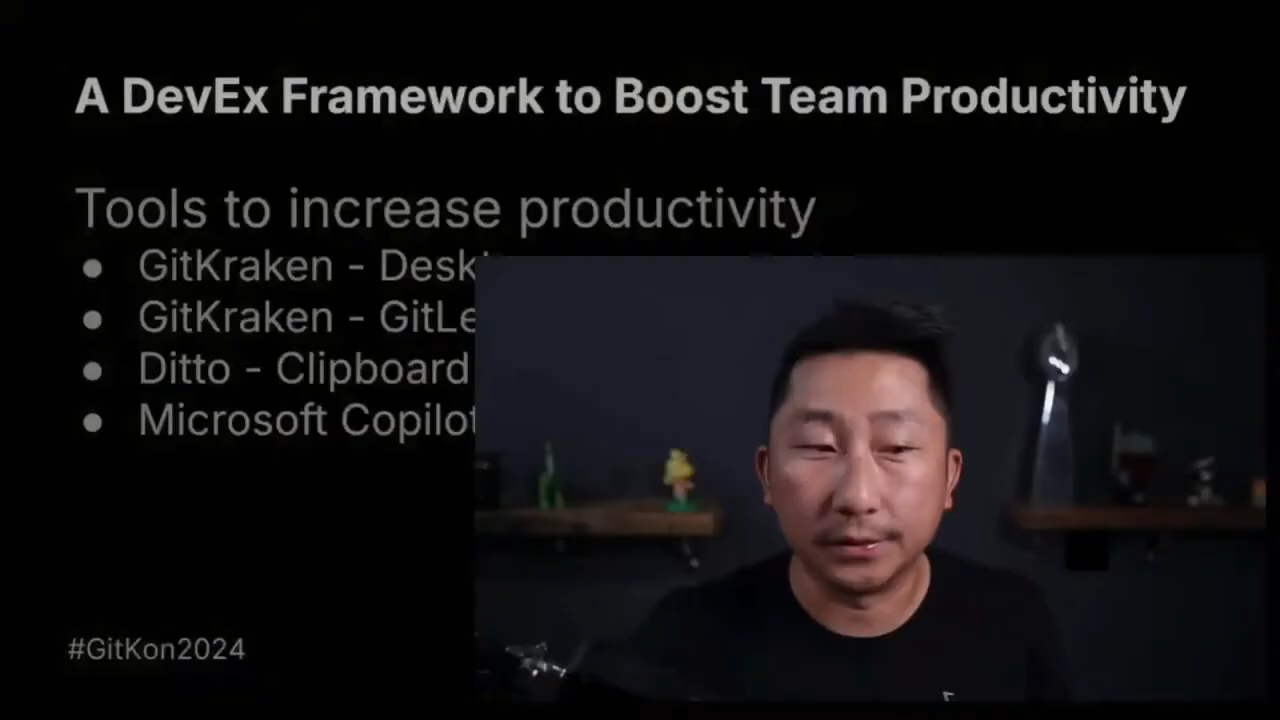 A DevEx Framework to Boost Team Productivity
Tools to increase productivity
● GitKraken - Desk
● GitKraken - GitLe
● Ditto - Clipboard
● Microsoft Copilot
#GitKon2024